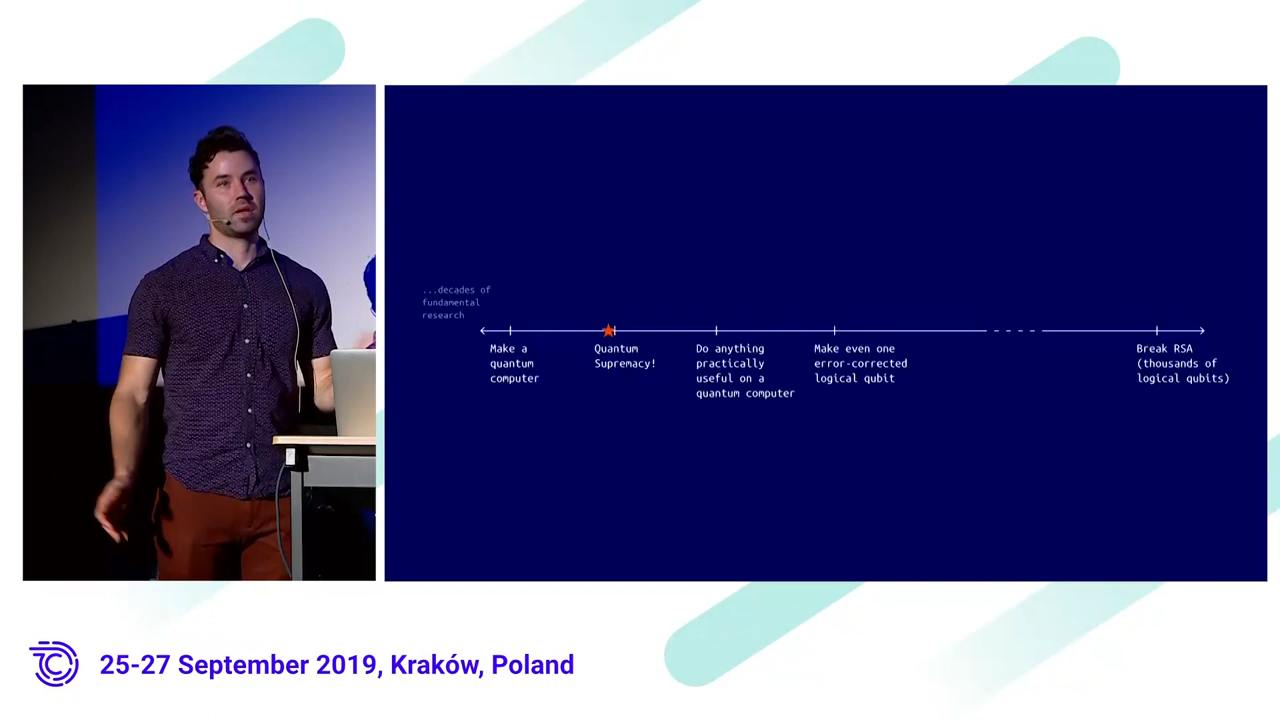 ...decades of
fundamental
research
Make a
quantum
computer
Quantum
Supremacy!
Do anything
practically
useful on a
quantum computer
Make even one
error-corrected
logical qubit
Break RSA
(thousands of
logical qubits)
25-27 September 2019, Kraków, Poland